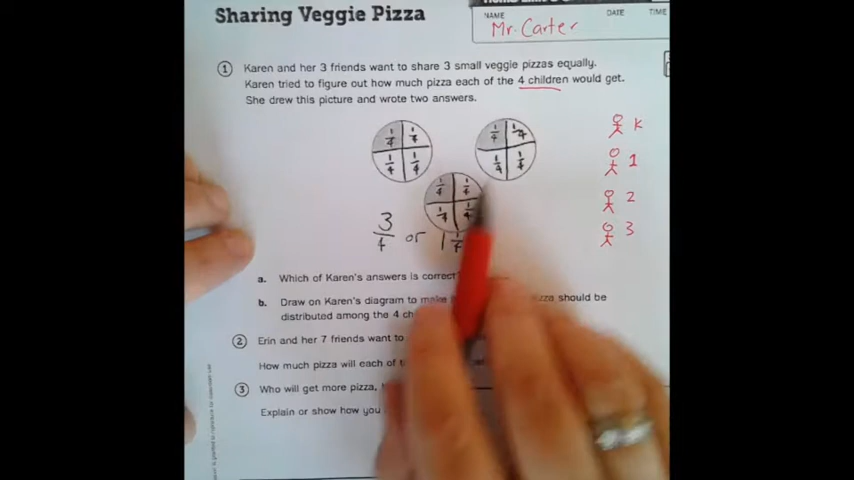 Sharing Veggie Pizza
NAME DATE TIME
Mr. Carter
1 Karen and her 3 friends want to share 3 small veggie pizzas equally.
Karen tried to figure out how much pizza each of the 4 children would get.
She drew this picture and wrote two answers.
1/4 1/4 1/4 1/4
1/4 1/4 1/4 1/4
1/4 1/4
1/4 1/4
K
1
2
3
3/4 or 1 1/4
a. Which of Karen's answers is correct
b. Draw on Karen's diagram to make pizza should be
distributed among the 4
2 Erin and her 7 friends want to
How much pizza will each of
3 Who will get more pizza,
Explain or show how you